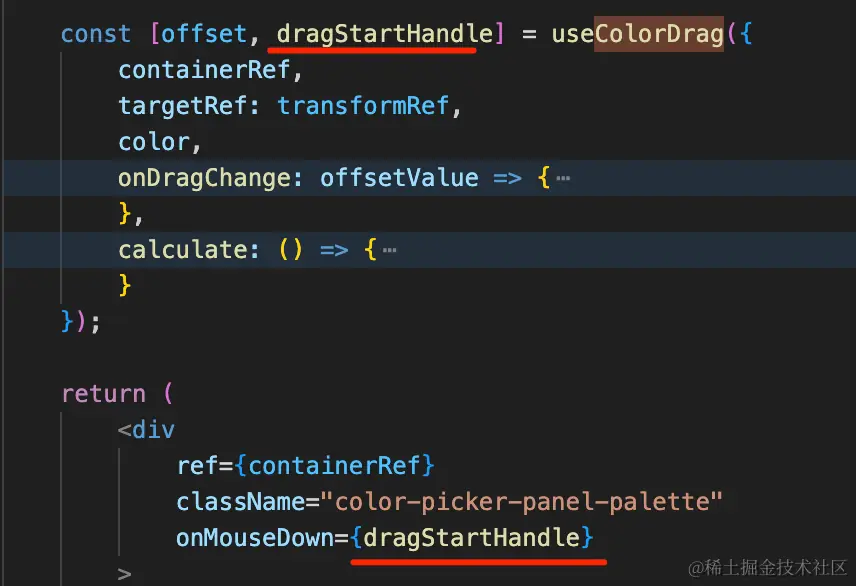 const [offset, dragStartHandle] = useColorDrag({
containerRef,
targetRef: transformRef,
color,
onDragChange: offsetValue => {⋯
},
calculate: () => {⋯
}
});
return (
<div
ref={containerRef}
className="color-picker-panel-palette"
onMouseDown={dragStartHandle}
>
@稀土掘金技术社区